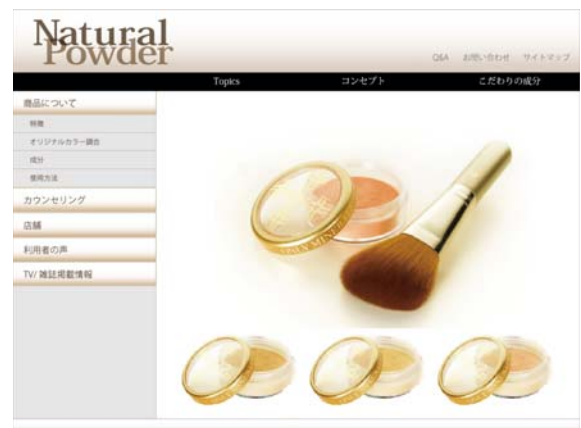 Natural
Powder
Q&A お問い合わせ サイトマップ
Topics コンセプト こだわりの成分
商品について
特徴
オリジナルカラー調合
成分
使用方法
カウンセリング
店舗
利用者の声
TV/ 雑誌掲載情報